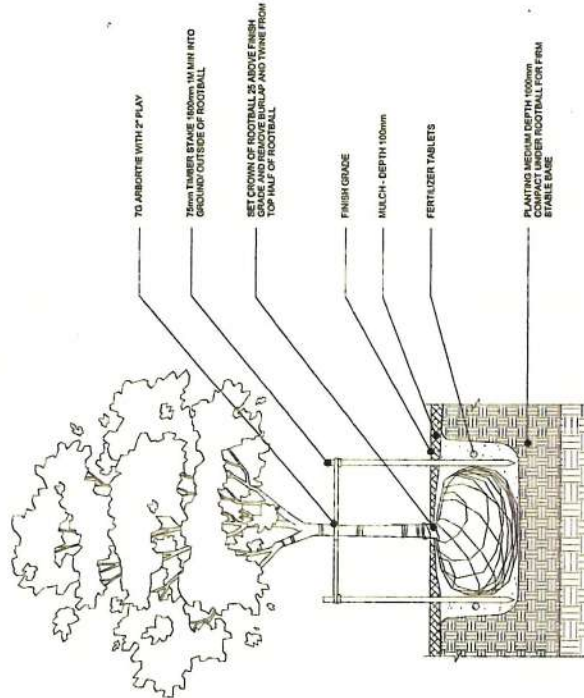 7G ARBORTIE WITH 2" PLAY
75mm TIMBER STAKE 1800mm 1M MIN INTO
GROUND/ OUTSIDE OF ROOTBALL
SET CROWN OF ROOTBALL 25 ABOVE FINISH
GRADE AND REMOVE BURLAP AND TWINE FROM
TOP HALF OF ROOTBALL
FINISH GRADE
MULCH - DEPTH 100mm
FERTILIZER TABLETS
PLANTING MEDIUM DEPTH 1000mm
COMPACT UNDER ROOTBALL FOR FIRM
STABLE BASE